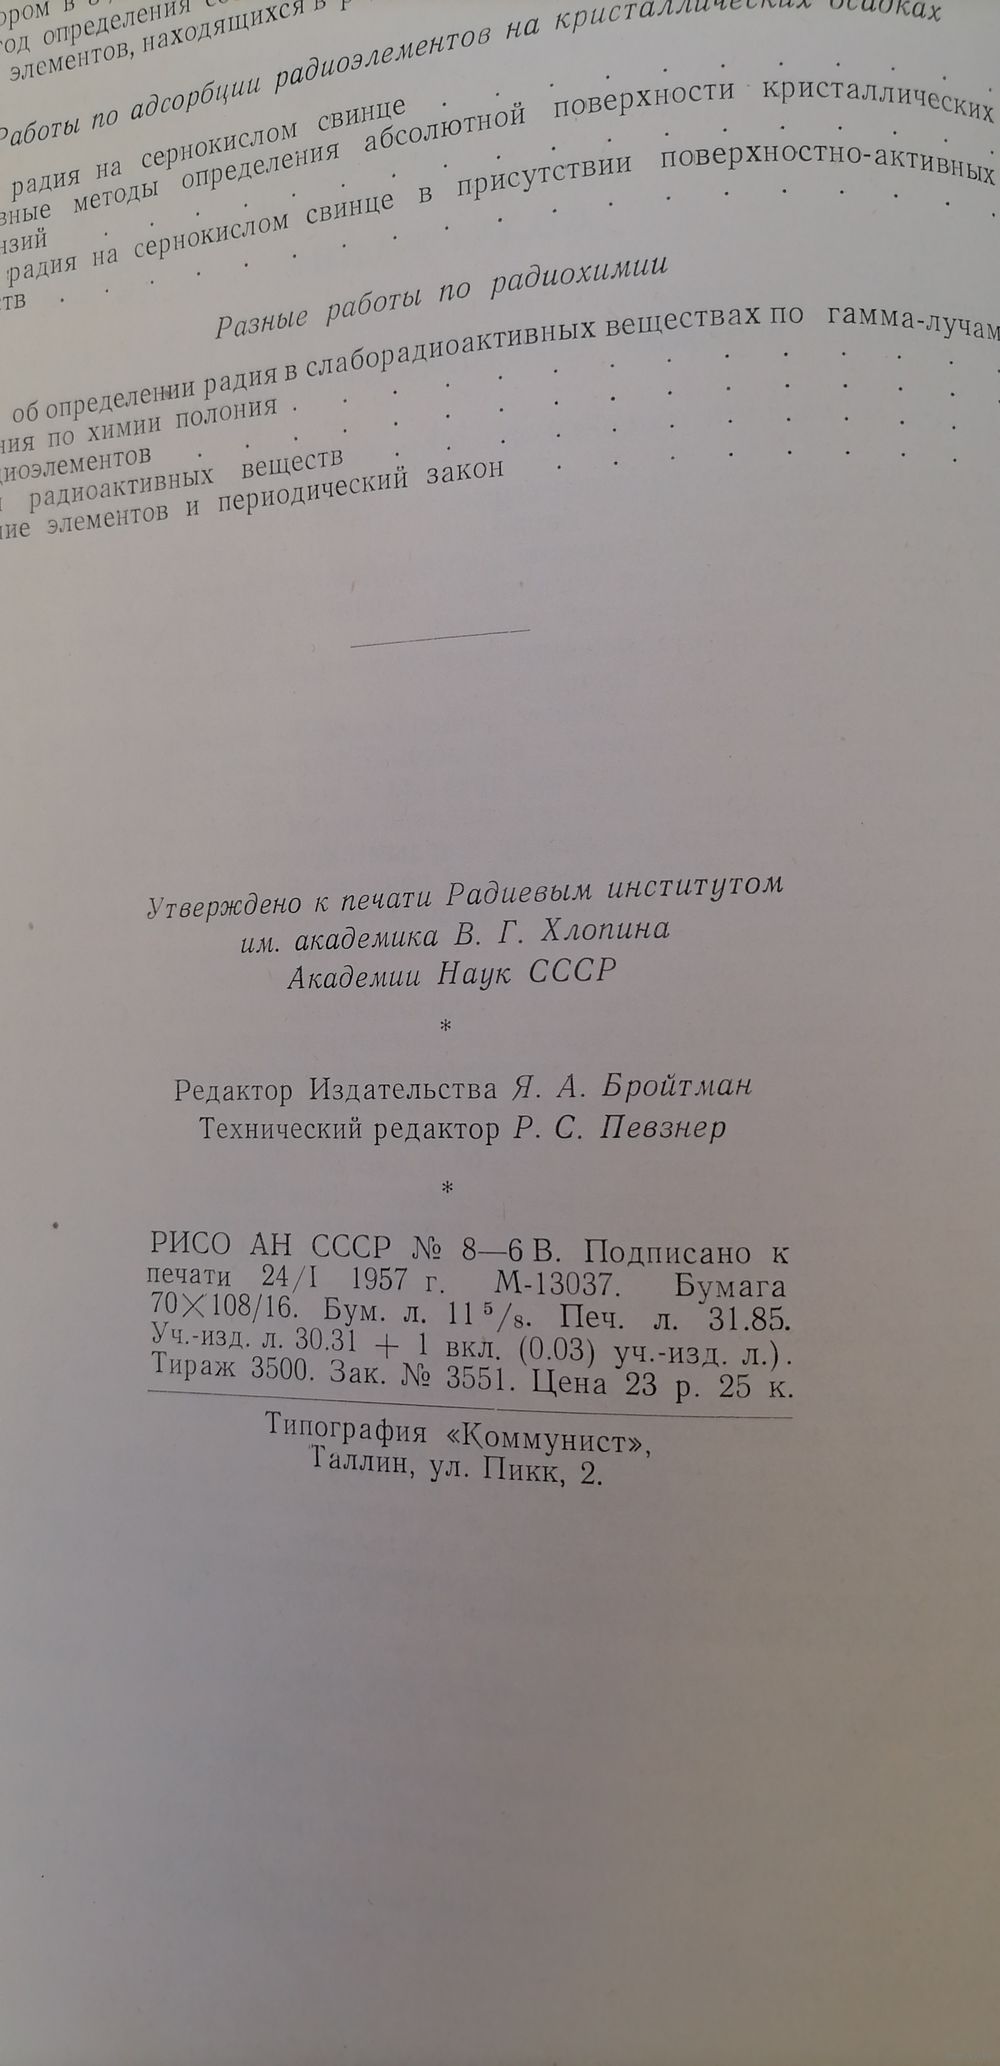 од определения
элементов, находящихся в
Работы по адсорбции радиоэлементов на кристаллических осадках
радия на сернокислом свинце . . . . . . . .
вные методы определения абсолютной поверхности кристаллических
нзий . . . . . . . . . . .
радия на сернокислом свинце в присутствии поверхностно-активных
ств . . . . . . . . . . .
Разные работы по радиохимии
об определении радия в слаборадиоактивных веществах по гамма-лучам
ния по химии полония . . . . . . . . .
диоэлементов . . . . . . . . . .
и радиоактивных веществ . . . . . . . .
ние элементов и периодический закон . . . . . .
Утверждено к печати Радиевым институтом
им. академика В. Г. Хлопина
Академии Наук СССР
*
Редактор Издательства Я. А. Бройтман
Технический редактор Р. С. Певзнер
*
РИСО АН СССР № 8—6 В. Подписано к
печати 24/I 1957 г. М-13037. Бумага
70×108/16. Бум. л. 11 5/8. Печ. л. 31.85.
Уч.-изд. л. 30.31 + 1 вкл. (0.03) уч.-изд. л.).
Тираж 3500. Зак. № 3551. Цена 23 р. 25 к.
Типография «Коммунист»,
Таллин, ул. Пикк, 2.